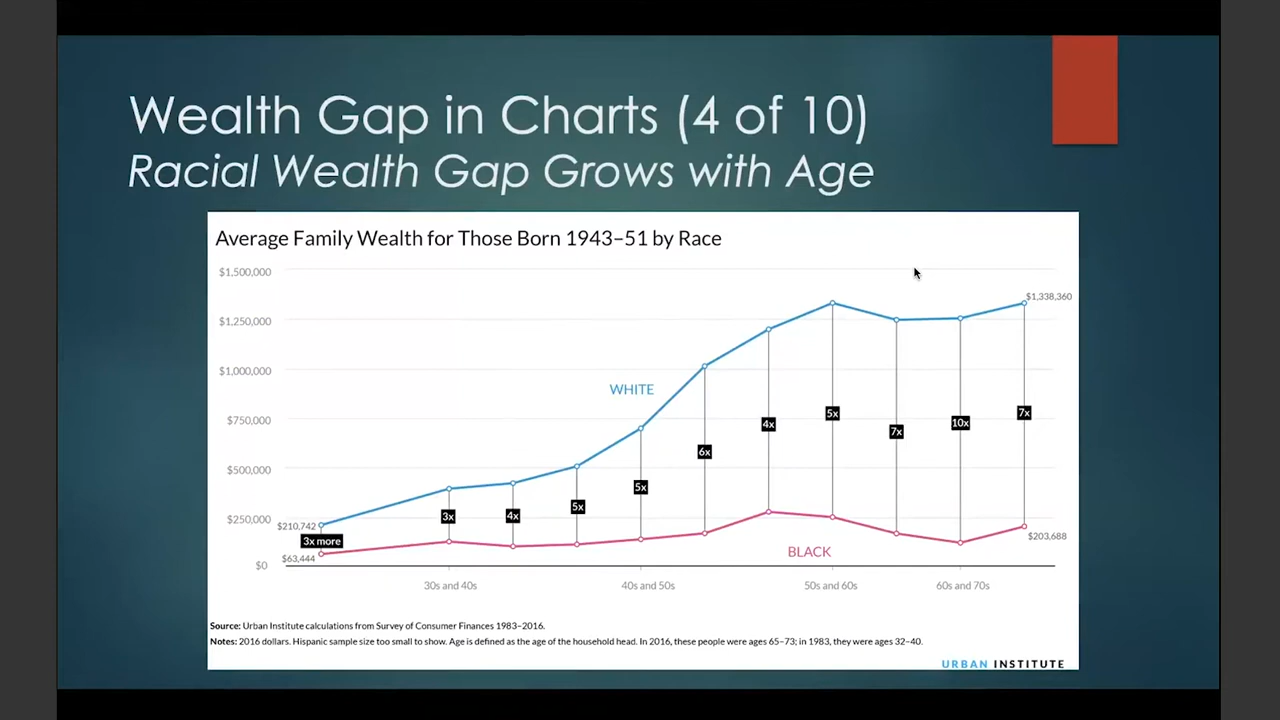 Wealth Gap in Charts (4 of 10)
Racial Wealth Gap Grows with Age
Average Family Wealth for Those Born 1943–51 by Race
$1,500,000
$1,338,360
$1,250,000
$1,000,000
WHITE
$750,000
5x
7x
4x
10x
7x
6x
$500,000
5x
5x
3x
4x
$250,000
$210,742
3x more
$203,688
BLACK
$63,444
$0
30s and 40s
40s and 50s
50s and 60s
60s and 70s
Source: Urban Institute calculations from Survey of Consumer Finances 1983–2016.
Notes: 2016 dollars. Hispanic sample size too small to show. Age is defined as the age of the household head. In 2016, these people were ages 65–73; in 1983, they were ages 32–40.
URBAN INSTITUTE